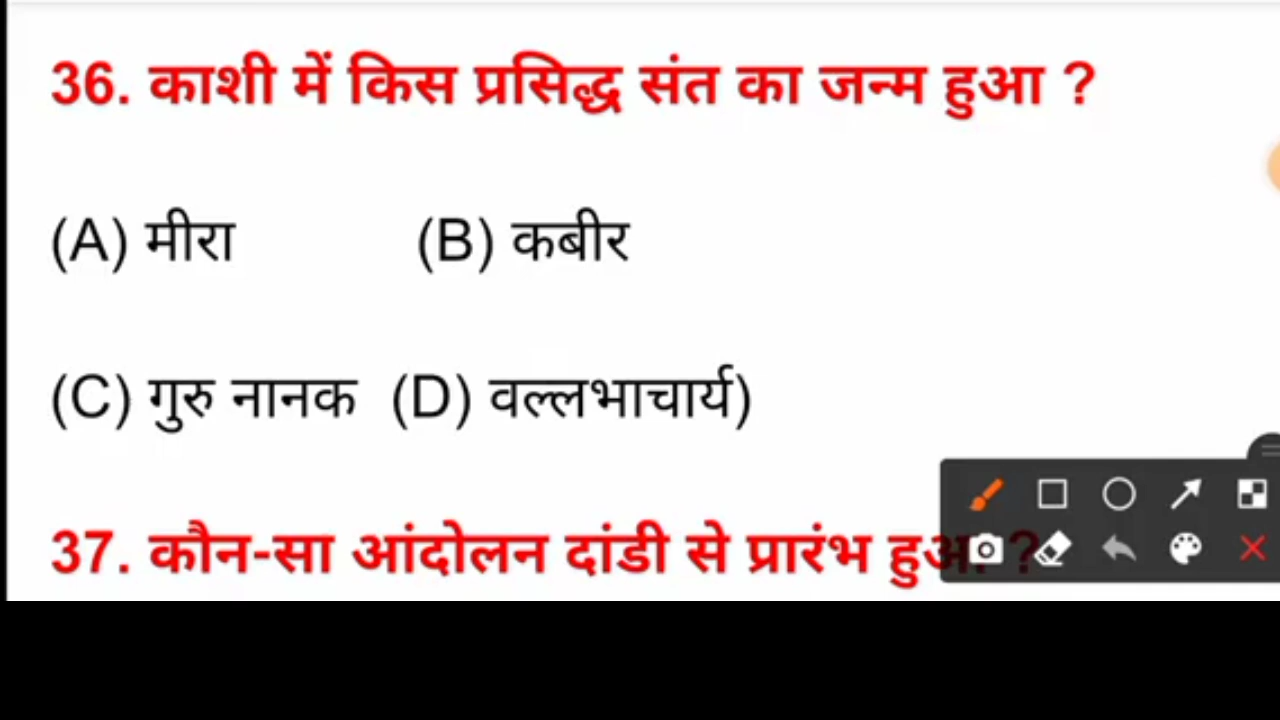 36. काशी में किस प्रसिद्ध संत का जन्म हुआ ?
(A) मीरा (B) कबीर
(C) गुरु नानक (D) वल्लभाचार्य)
37. कौन-सा आंदोलन दांडी से प्रारंभ हुआ ?